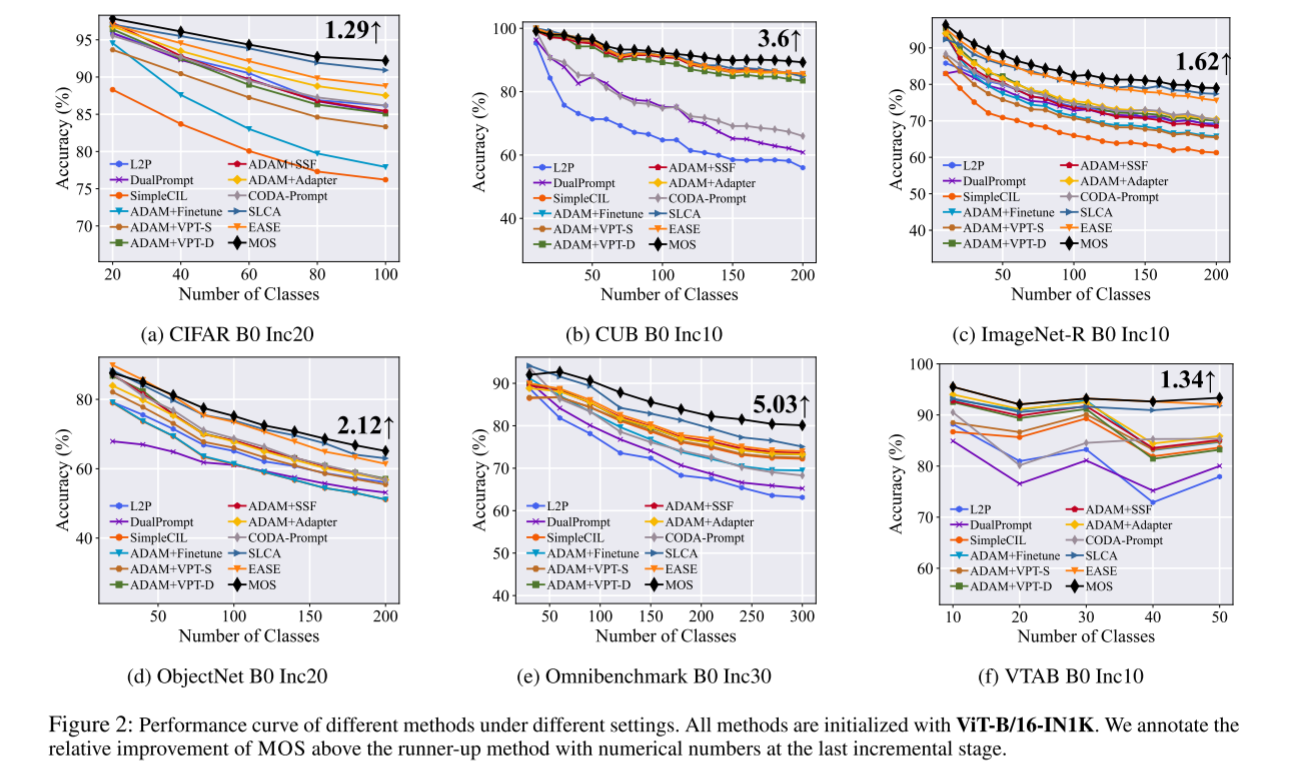 1.29↑
Accuracy (%)
95
90
85
80
75
70
L2P
DualPrompt
SimpleCIL
ADAM+Finetune
ADAM+VPT-S
ADAM+VPT-D
ADAM+SSF
ADAM+Adapter
CODA-Prompt
SLCA
EASE
MOS
20 40 60 80 100
Number of Classes
(a) CIFAR B0 Inc20
3.6↑
Accuracy (%)
100
80
60
40
L2P
DualPrompt
SimpleCIL
ADAM+Finetune
ADAM+VPT-S
ADAM+VPT-D
ADAM+SSF
ADAM+Adapter
CODA-Prompt
SLCA
EASE
MOS
50 100 150 200
Number of Classes
(b) CUB B0 Inc10
1.62↑
Accuracy (%)
90
80
70
60
50
40
L2P
DualPrompt
SimpleCIL
ADAM+Finetune
ADAM+VPT-S
ADAM+VPT-D
ADAM+SSF
ADAM+Adapter
CODA-Prompt
SLCA
EASE
MOS
50 100 150 200
Number of Classes
(c) ImageNet-R B0 Inc10
2.12↑
Accuracy (%)
80
60
40
L2P
DualPrompt
SimpleCIL
ADAM+Finetune
ADAM+VPT-S
ADAM+VPT-D
ADAM+SSF
ADAM+Adapter
CODA-Prompt
SLCA
EASE
MOS
50 100 150 200
Number of Classes
(d) ObjectNet B0 Inc20
5.03↑
Accuracy (%)
90
80
70
60
50
40
L2P
DualPrompt
SimpleCIL
ADAM+Finetune
ADAM+VPT-S
ADAM+VPT-D
ADAM+SSF
ADAM+Adapter
CODA-Prompt
SLCA
EASE
MOS
50 100 150 200 250 300
Number of Classes
(e) Omnibenchmark B0 Inc30
1.34↑
Accuracy (%)
100
90
80
70
60
L2P
DualPrompt
SimpleCIL
ADAM+Finetune
ADAM+VPT-S
ADAM+VPT-D
ADAM+SSF
ADAM+Adapter
CODA-Prompt
SLCA
EASE
MOS
10 20 30 40 50
Number of Classes
(f) VTAB B0 Inc10
Figure 2: Performance curve of different methods under different settings. All methods are initialized with ViT-B/16-IN1K. We annotate the
relative improvement of MOS above the runner-up method with numerical numbers at the last incremental stage.